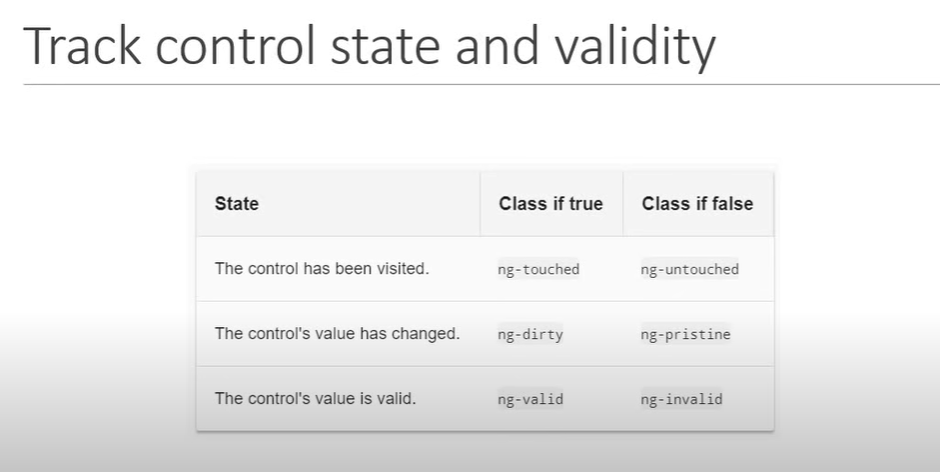 Track control state and validity
State Class if true Class if false
The control has been visited. ng-touched ng-untouched
The control's value has changed. ng-dirty ng-pristine
The control's value is valid. ng-valid ng-invalid